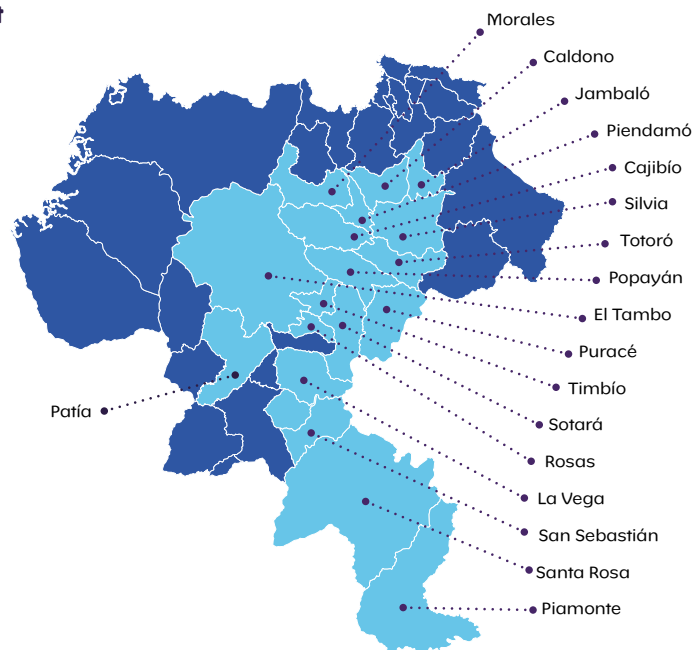 Morales
Caldono
Jambaló
Piendamó
Cajibío
Silvia
Totoró
Popayán
El Tambo
Puracé
Timbío
Patía
Sotará
Rosas
La Vega
San Sebastián
Santa Rosa
Piamonte